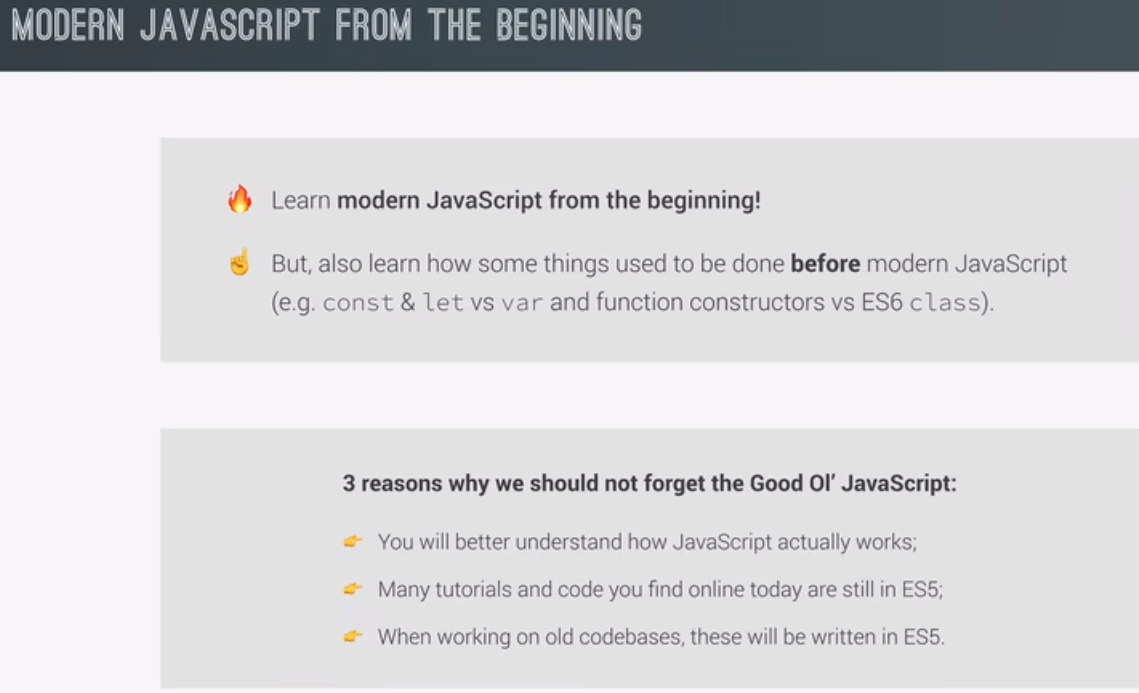 MODERN JAVASCRIPT FROM THE BEGINNING
🔥 Learn modern JavaScript from the beginning!
☝️ But, also learn how some things used to be done before modern JavaScript
(e.g. const & let vs var and function constructors vs ES6 class).
3 reasons why we should not forget the Good Ol’ JavaScript:
👉 You will better understand how JavaScript actually works;
👉 Many tutorials and code you find online today are still in ES5;
👉 When working on old codebases, these will be written in ES5.